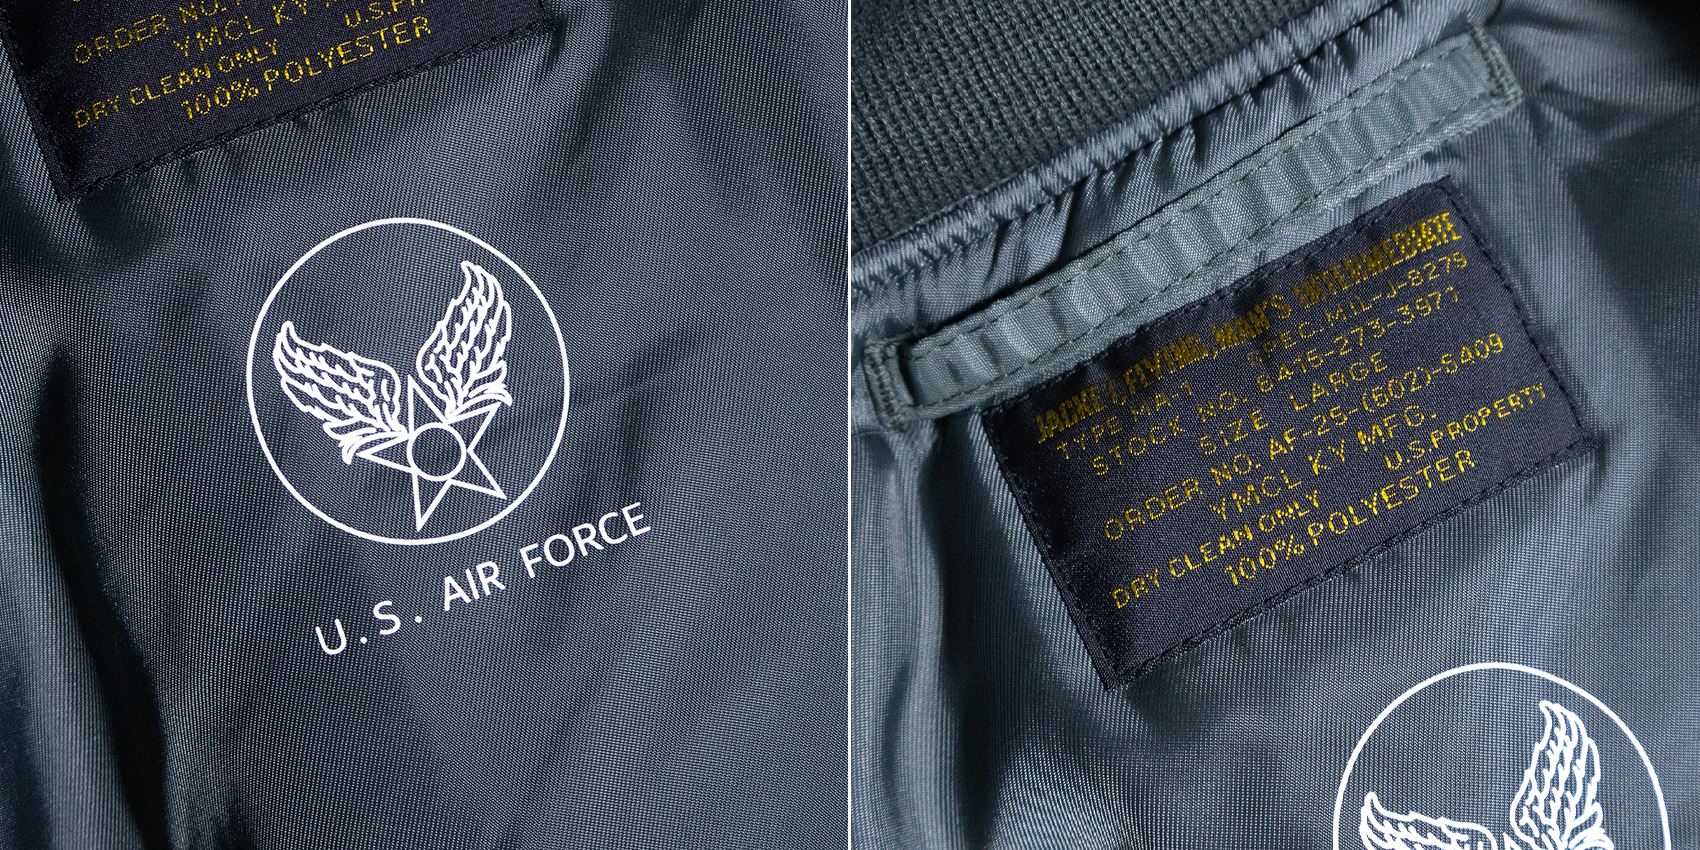 ORDER NO.
YMCL KY
U.S.PR
DRY CLEAN ONLY
100% POLYESTER
U.S. AIR FORCE
JACKET, FLYING, MAN'S INTERMEDIATE
TYPE MA-1 SPEC.MIL-J-8279
STOCK NO. 8415-273-3971
SIZE LARGE
ORDER NO. AF-25-(602)-SA09
YMCL KY MFG.
U.S.PROPERTY
DRY CLEAN ONLY
100% POLYESTER